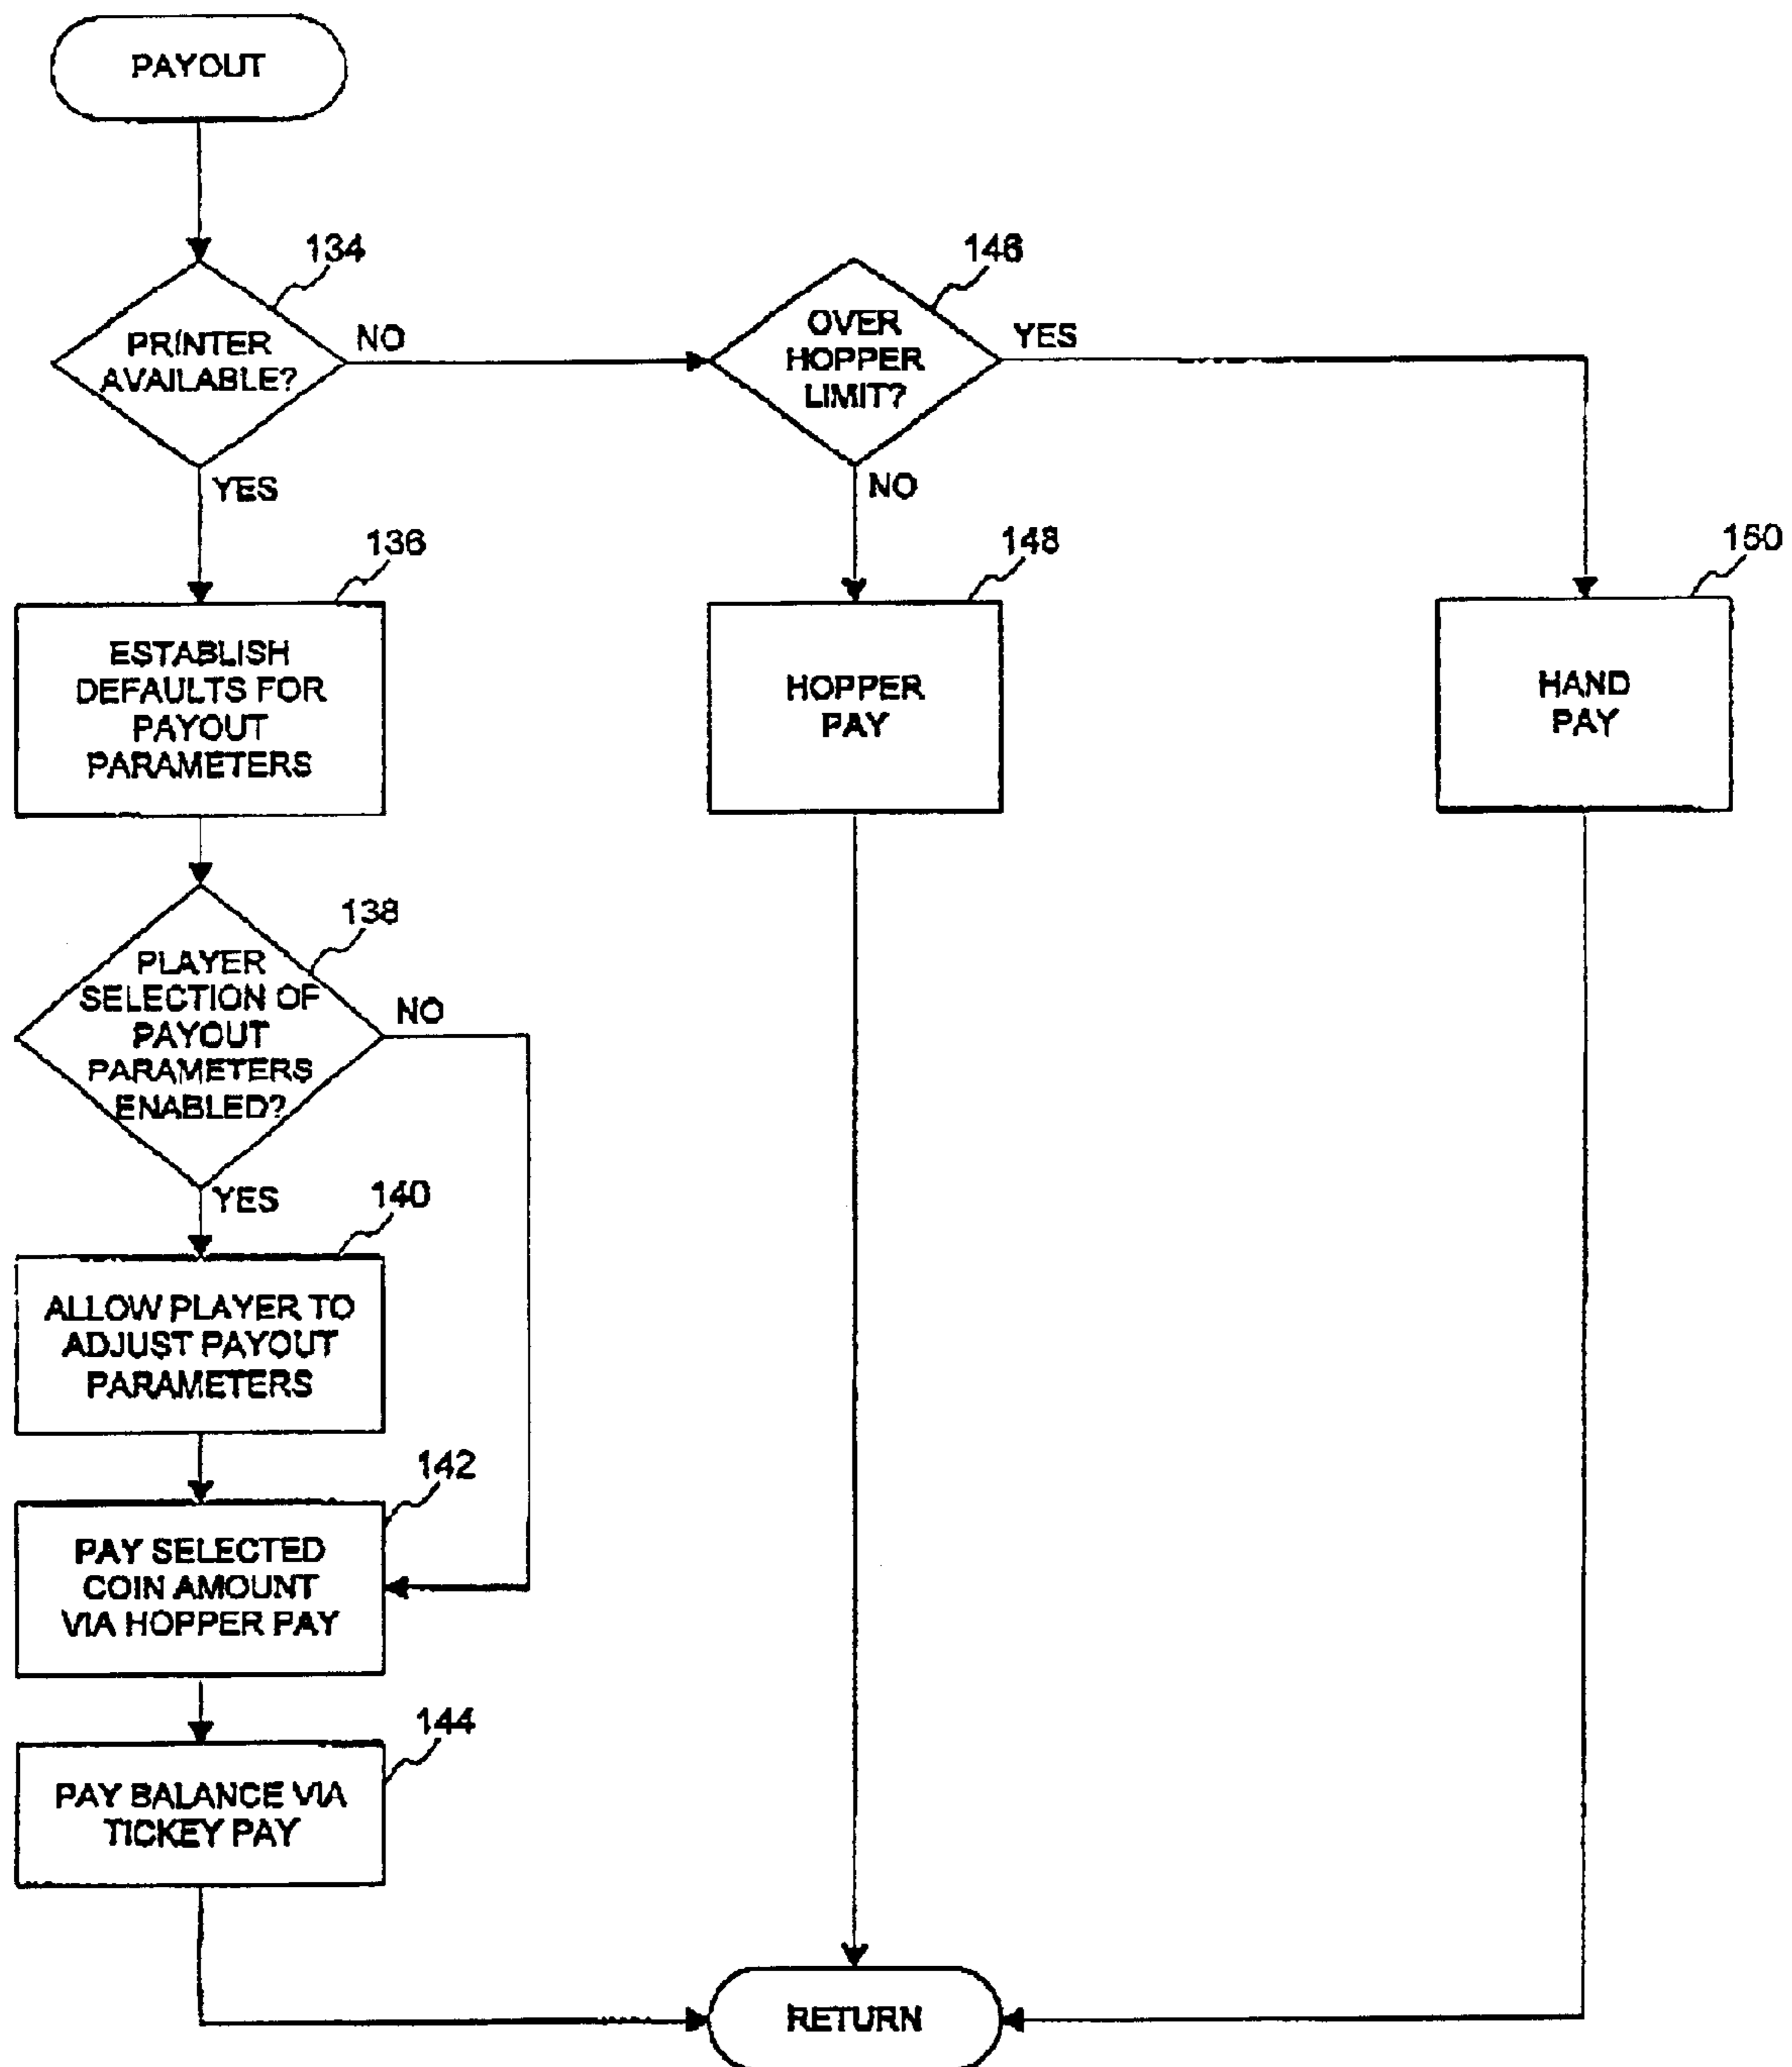 PAYOUT
134
PRINTER
AVAILABLE?
NO
YES
146
OVER
HOPPER
LIMIT?
YES
NO
136
ESTABLISH
DEFAULTS FOR
PAYOUT
PARAMETERS
148
HOPPER
PAY
150
HAND
PAY
138
PLAYER
SELECTION OF
PAYOUT
PARAMETERS
ENABLED?
NO
YES
140
ALLOW PLAYER TO
ADJUST PAYOUT
PARAMETERS
142
PAY SELECTED
COIN AMOUNT
VIA HOPPER PAY
144
PAY BALANCE VIA
TICKEY PAY
RETURN